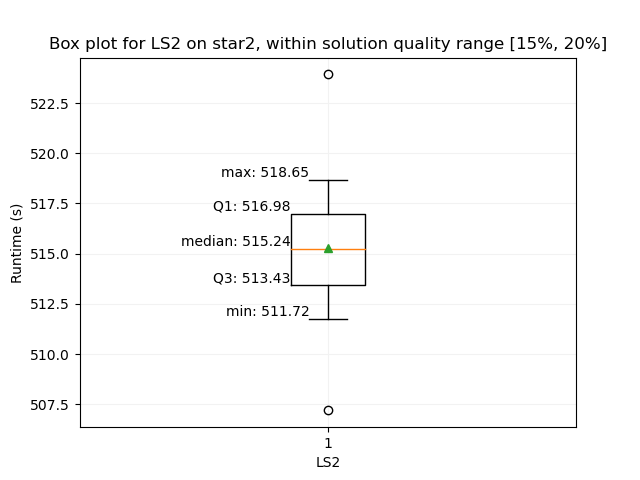 Box plot for LS2 on star2, within solution quality range [15%, 20%]
522.5
520.0
max: 518.65
517.5
Q1: 516.98
median: 515.24
515.0
Q3: 513.43
512.5
min: 511.72
510.0
507.5
Runtime (s)
1
LS2